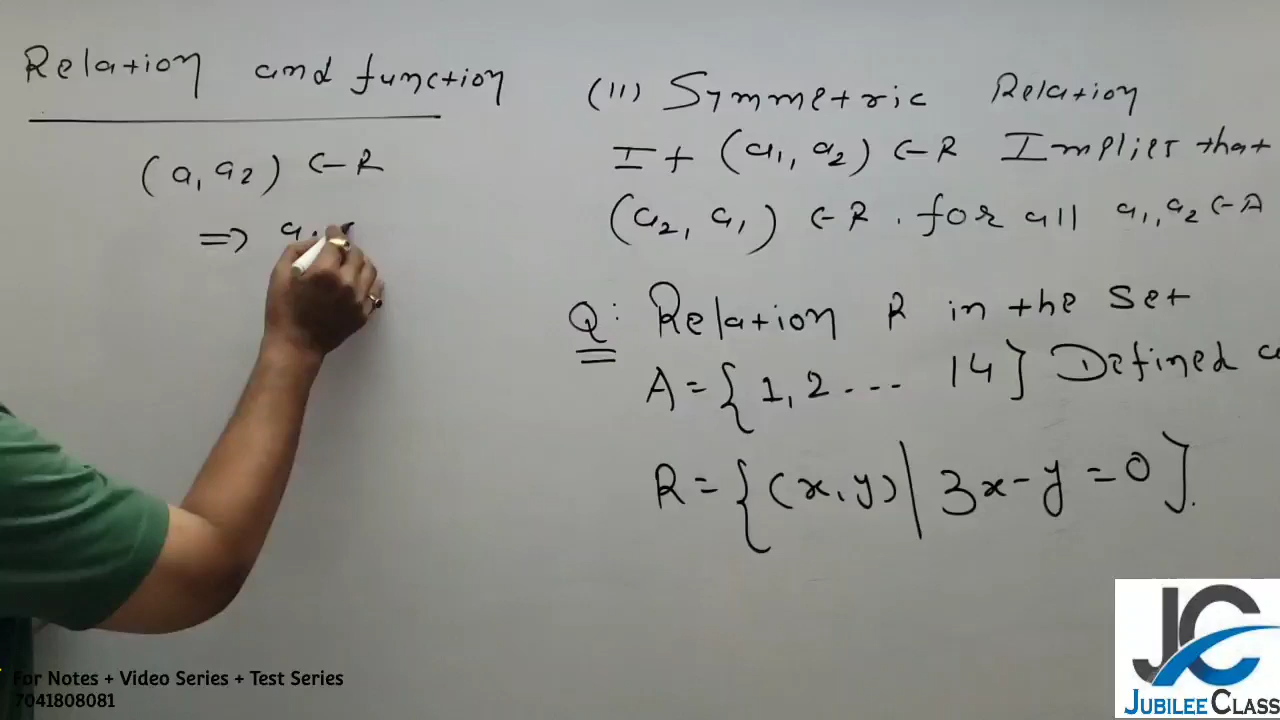 Relation and function
(a₁ a₂) ∈ R
⇒ a₁
(II) Symmetric Relation
If (a₁, a₂) ∈ R Implies that
(a₂, a₁) ∈ R . for all a₁, a₂ ∈ A
Q: Relation R in the Set
A = { 1, 2 --- 14 } Defined
R = { (x, y) | 3x - y = 0 }.
For Notes + Video Series + Test Series
7041808081
JC
JUBILEE CLASS